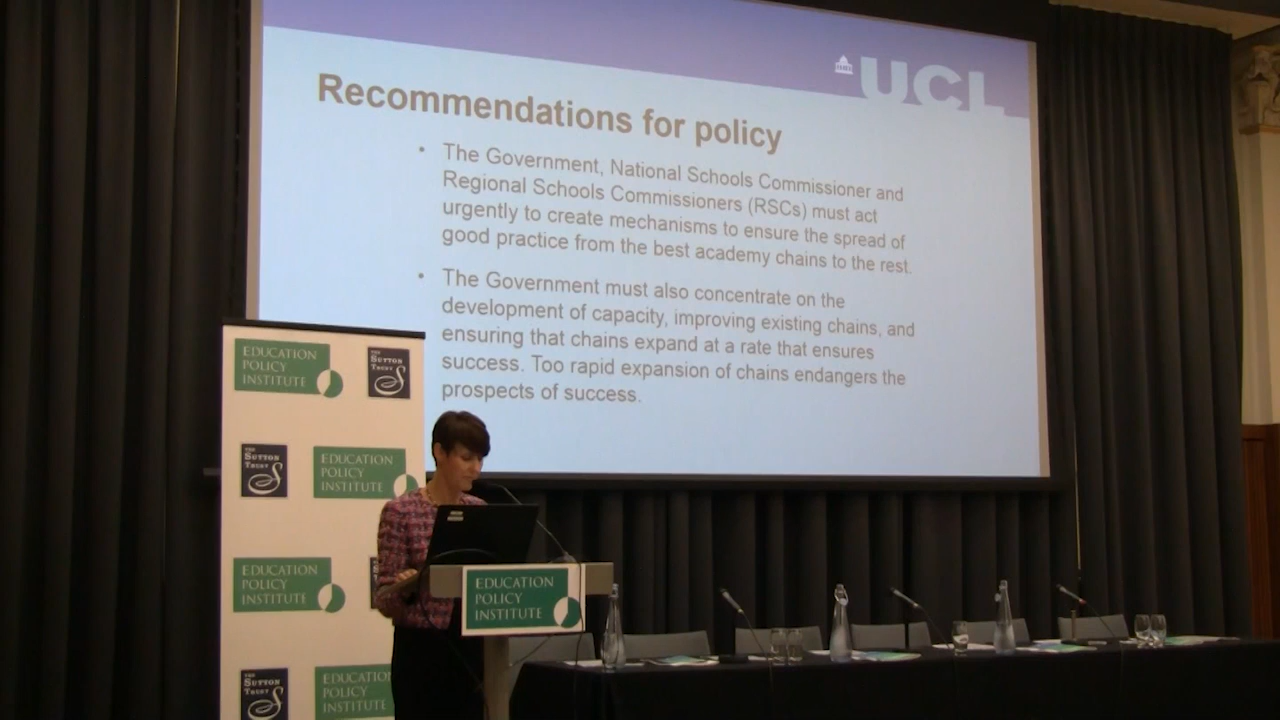 UCL
Recommendations for policy
• The Government, National Schools Commissioner and
Regional Schools Commissioners (RSCs) must act
urgently to create mechanisms to ensure the spread of
good practice from the best academy chains to the rest.
• The Government must also concentrate on the
development of capacity, improving existing chains, and
ensuring that chains expand at a rate that ensures
success. Too rapid expansion of chains endangers the
prospects of success.
EDUCATION
POLICY
INSTITUTE
THE
SUTTON
TRUST
THE
SUTTON
TRUST
EDUCATION
POLICY
INSTITUTE
EDUCATION
POLICY
INSTITUTE
THE
SUTTON
TRUST
EDUCATION
POLICY
INSTITUTE
EDUCATION
POLICY
INSTITUTE